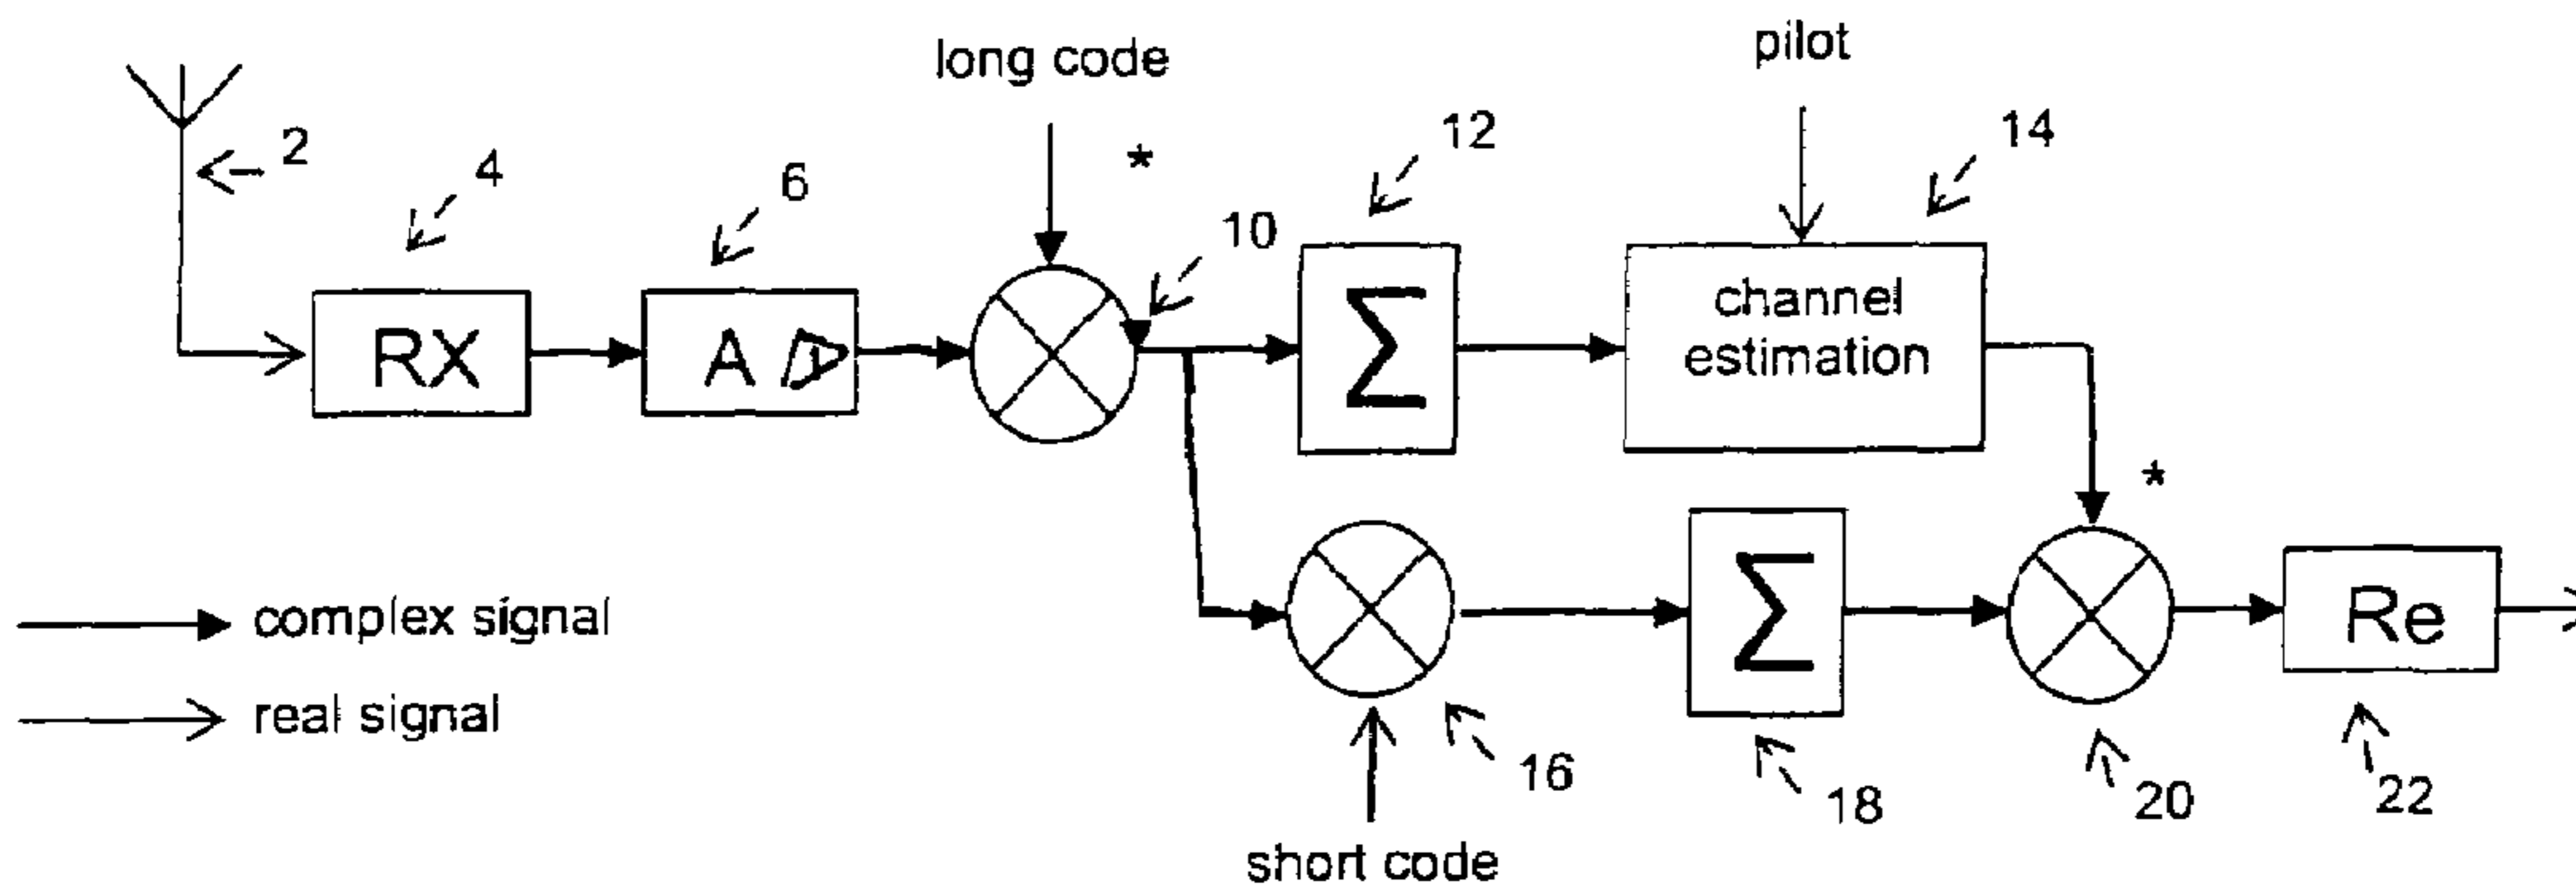 long code
pilot
*
2
4
6
10
12
14
RX
A
Σ
channel
estimation
*
complex signal
real signal
Σ
Re
16
18
20
22
short code